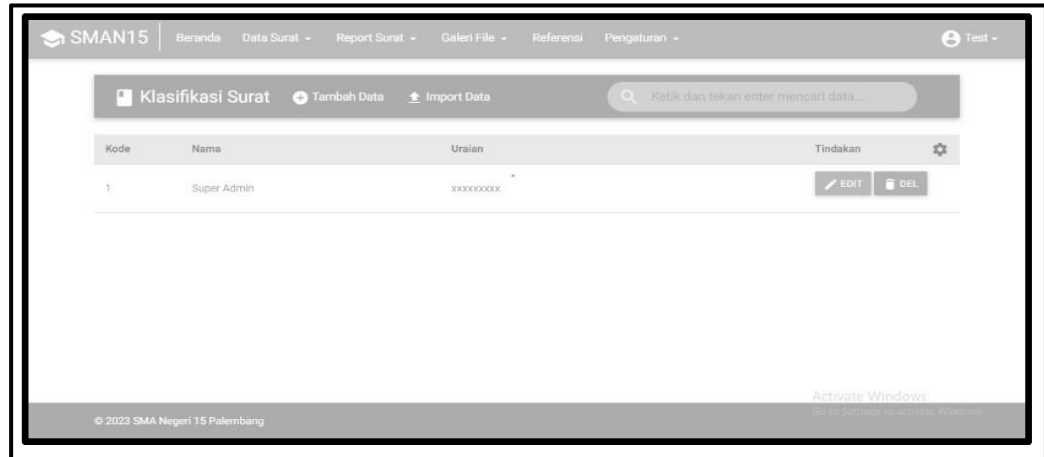 SMAN15 Beranda Data Surat Report Surat Galeri File Referensi Pengaturan Test
Klasifikasi Surat Tambah Data Import Data Ketik dan tekan enter mencari data...
Kode Nama Uraian Tindakan
1 Super Admin xxxxxxxxx EDIT DEL
Activate Windows
Go to Settings to activate Windows.
© 2023 SMA Negeri 15 Palembang